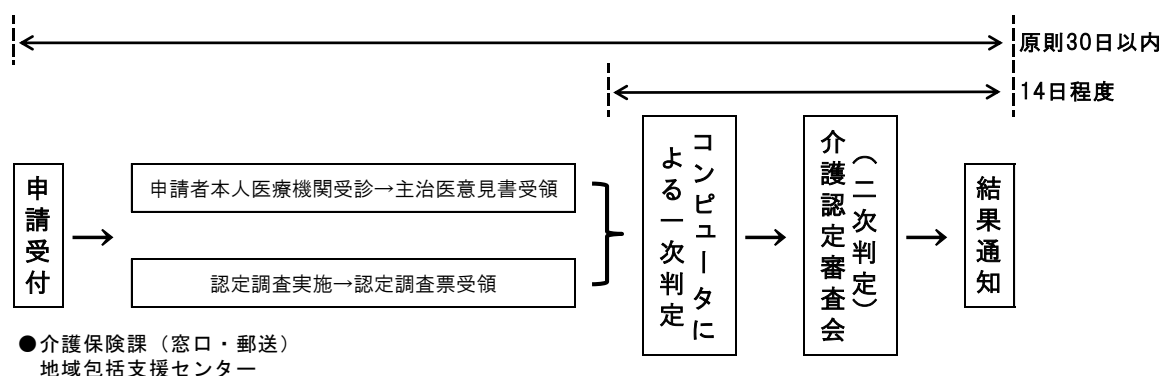 原則30日以内
14日程度
申請受付
申請者本人医療機関受診→主治医意見書受領
認定調査実施→認定調査票受領
コンピュータに
よる一次判定
（二次判定）
介護認定審査会
結果通知
●介護保険課（窓口・郵送）
地域包括支援センター